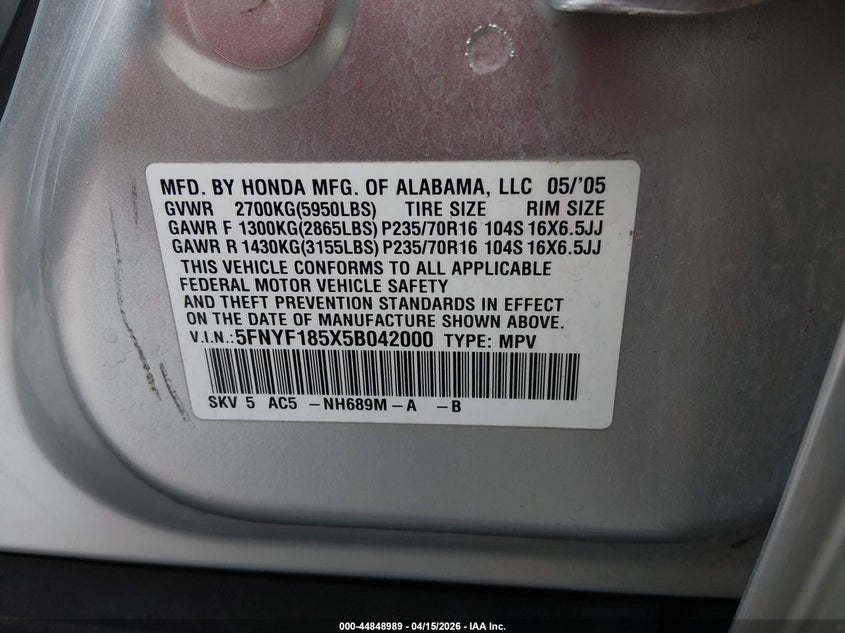 MFD. BY HONDA MFG. OF ALABAMA, LLC 05/'05
GVWR 2700KG(5950LBS) TIRE SIZE RIM SIZE
GAWR F 1300KG(2865LBS) P235/70R16 104S 16X6.5JJ
GAWR R 1430KG(3155LBS) P235/70R16 104S 16X6.5JJ
THIS VEHICLE CONFORMS TO ALL APPLICABLE
FEDERAL MOTOR VEHICLE SAFETY
AND THEFT PREVENTION STANDARDS IN EFFECT
ON THE DATE OF MANUFACTURE SHOWN ABOVE.
V.I.N.:5FNYF185X5B042000 TYPE: MPV
SKV 5 AC5 -NH689M-A -B
000-44848989 - 04/15/2026 - IAA Inc.